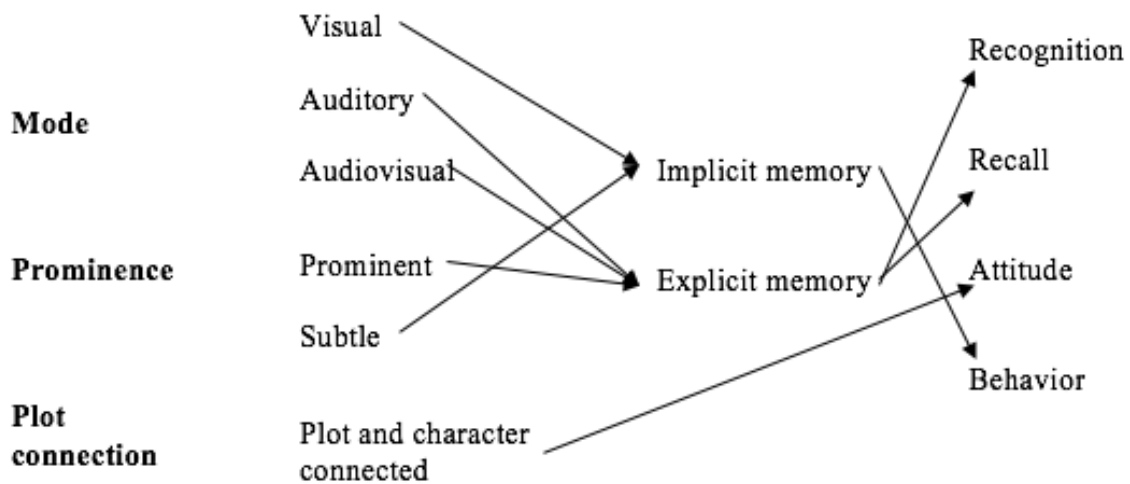 Mode
Prominence
Plot
connection
Visual
Auditory
Audiovisual
Prominent
Subtle
Plot and character
connected
Implicit memory
Explicit memory
Recognition
Recall
Attitude
Behavior